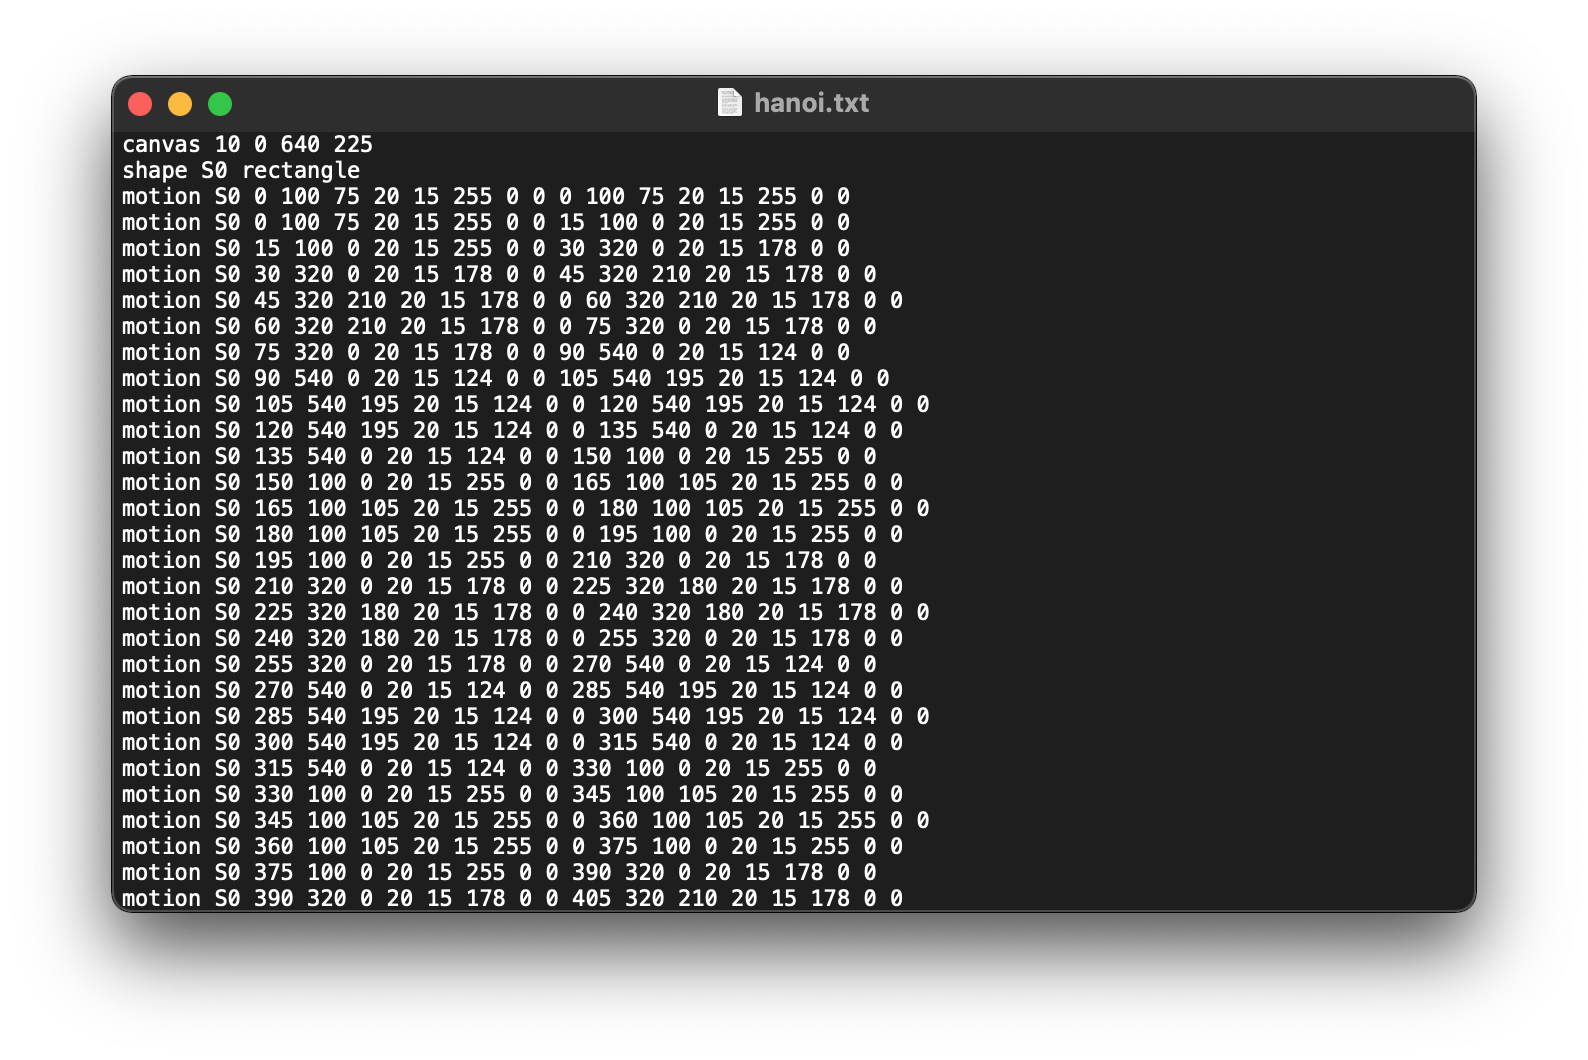 hanoi.txt
canvas 10 0 640 225
shape S0 rectangle
motion S0 0 100 75 20 15 255 0 0 0 100 75 20 15 255 0 0
motion S0 0 100 75 20 15 255 0 0 15 100 0 20 15 255 0 0
motion S0 15 100 0 20 15 255 0 0 30 320 0 20 15 178 0 0
motion S0 30 320 0 20 15 178 0 0 45 320 210 20 15 178 0 0
motion S0 45 320 210 20 15 178 0 0 60 320 210 20 15 178 0 0
motion S0 60 320 210 20 15 178 0 0 75 320 0 20 15 178 0 0
motion S0 75 320 0 20 15 178 0 0 90 540 0 20 15 124 0 0
motion S0 90 540 0 20 15 124 0 0 105 540 195 20 15 124 0 0
motion S0 105 540 195 20 15 124 0 0 120 540 195 20 15 124 0 0
motion S0 120 540 195 20 15 124 0 0 135 540 0 20 15 124 0 0
motion S0 135 540 0 20 15 124 0 0 150 100 0 20 15 255 0 0
motion S0 150 100 0 20 15 255 0 0 165 100 105 20 15 255 0 0
motion S0 165 100 105 20 15 255 0 0 180 100 105 20 15 255 0 0
motion S0 180 100 105 20 15 255 0 0 195 100 0 20 15 255 0 0
motion S0 195 100 0 20 15 255 0 0 210 320 0 20 15 178 0 0
motion S0 210 320 0 20 15 178 0 0 225 320 180 20 15 178 0 0
motion S0 225 320 180 20 15 178 0 0 240 320 180 20 15 178 0 0
motion S0 240 320 180 20 15 178 0 0 255 320 0 20 15 178 0 0
motion S0 255 320 0 20 15 178 0 0 270 540 0 20 15 124 0 0
motion S0 270 540 0 20 15 124 0 0 285 540 195 20 15 124 0 0
motion S0 285 540 195 20 15 124 0 0 300 540 195 20 15 124 0 0
motion S0 300 540 195 20 15 124 0 0 315 540 0 20 15 124 0 0
motion S0 315 540 0 20 15 124 0 0 330 100 0 20 15 255 0 0
motion S0 330 100 0 20 15 255 0 0 345 100 105 20 15 255 0 0
motion S0 345 100 105 20 15 255 0 0 360 100 105 20 15 255 0 0
motion S0 360 100 105 20 15 255 0 0 375 100 0 20 15 255 0 0
motion S0 375 100 0 20 15 255 0 0 390 320 0 20 15 178 0 0
motion S0 390 320 0 20 15 178 0 0 405 320 210 20 15 178 0 0